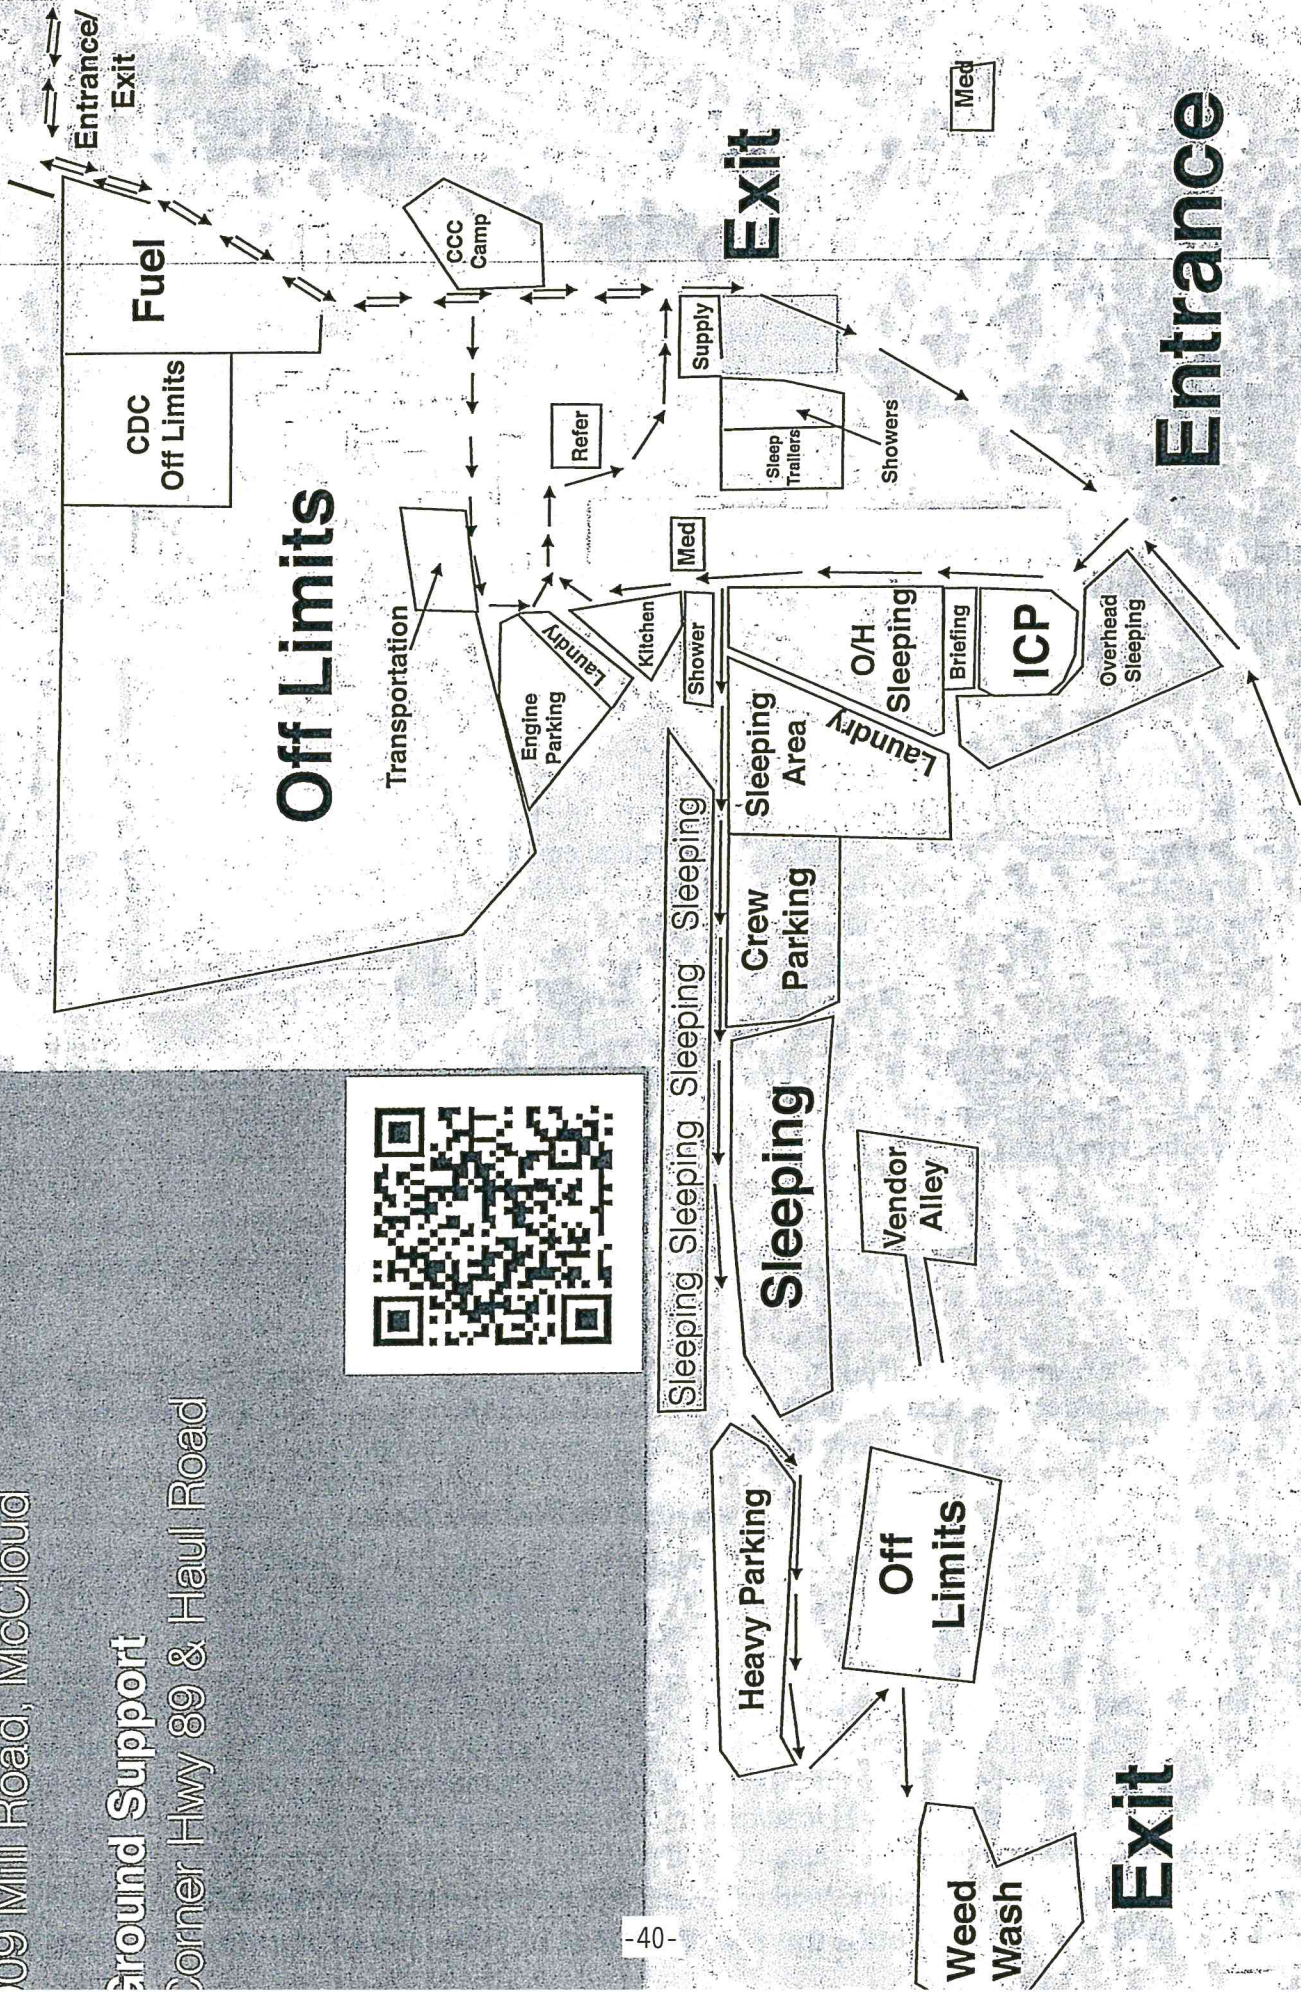 09 Mill Road, McCloud
Ground Support
Corner Hwy 89 & Haul Road
Entrance/
Exit
Fuel
CDC
Off Limits
Off Limits
CCC
Camp
Transportation
Refer
Supply
Exit
Med
Engine
Parking
Laundry
Kitchen
Med
Shower
Sleep
Trailers
Showers
Entrance
Sleeping Sleeping Sleeping Sleeping
Sleeping
Area
Laundry
O/H
Sleeping
Briefing
ICP
Overhead
Sleeping
Crew
Parking
Sleeping
Vendor
Alley
Heavy Parking
Off
Limits
Weed
Wash
Exit
-40-